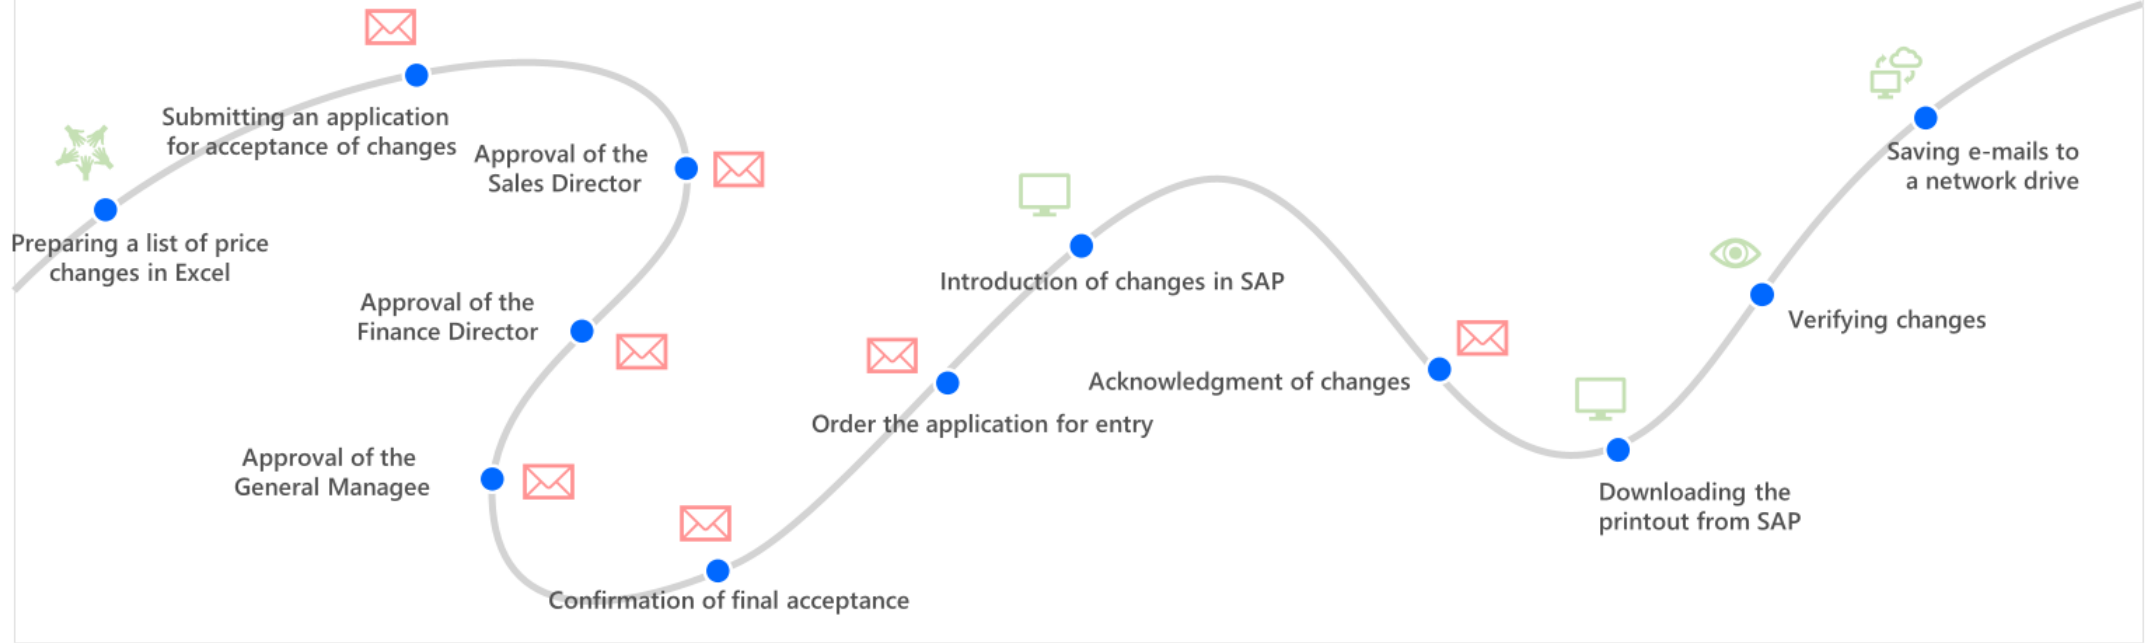 Preparing a list of price
changes in Excel
Submitting an application
for acceptance of changes
Approval of the
Sales Director
Approval of the
Finance Director
Approval of the
General Managee
Confirmation of final acceptance
Order the application for entry
Introduction of changes in SAP
Acknowledgment of changes
Downloading the
printout from SAP
Verifying changes
Saving e-mails to
a network drive